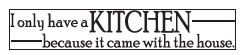 I only have a KITCHEN
because it came with the house.